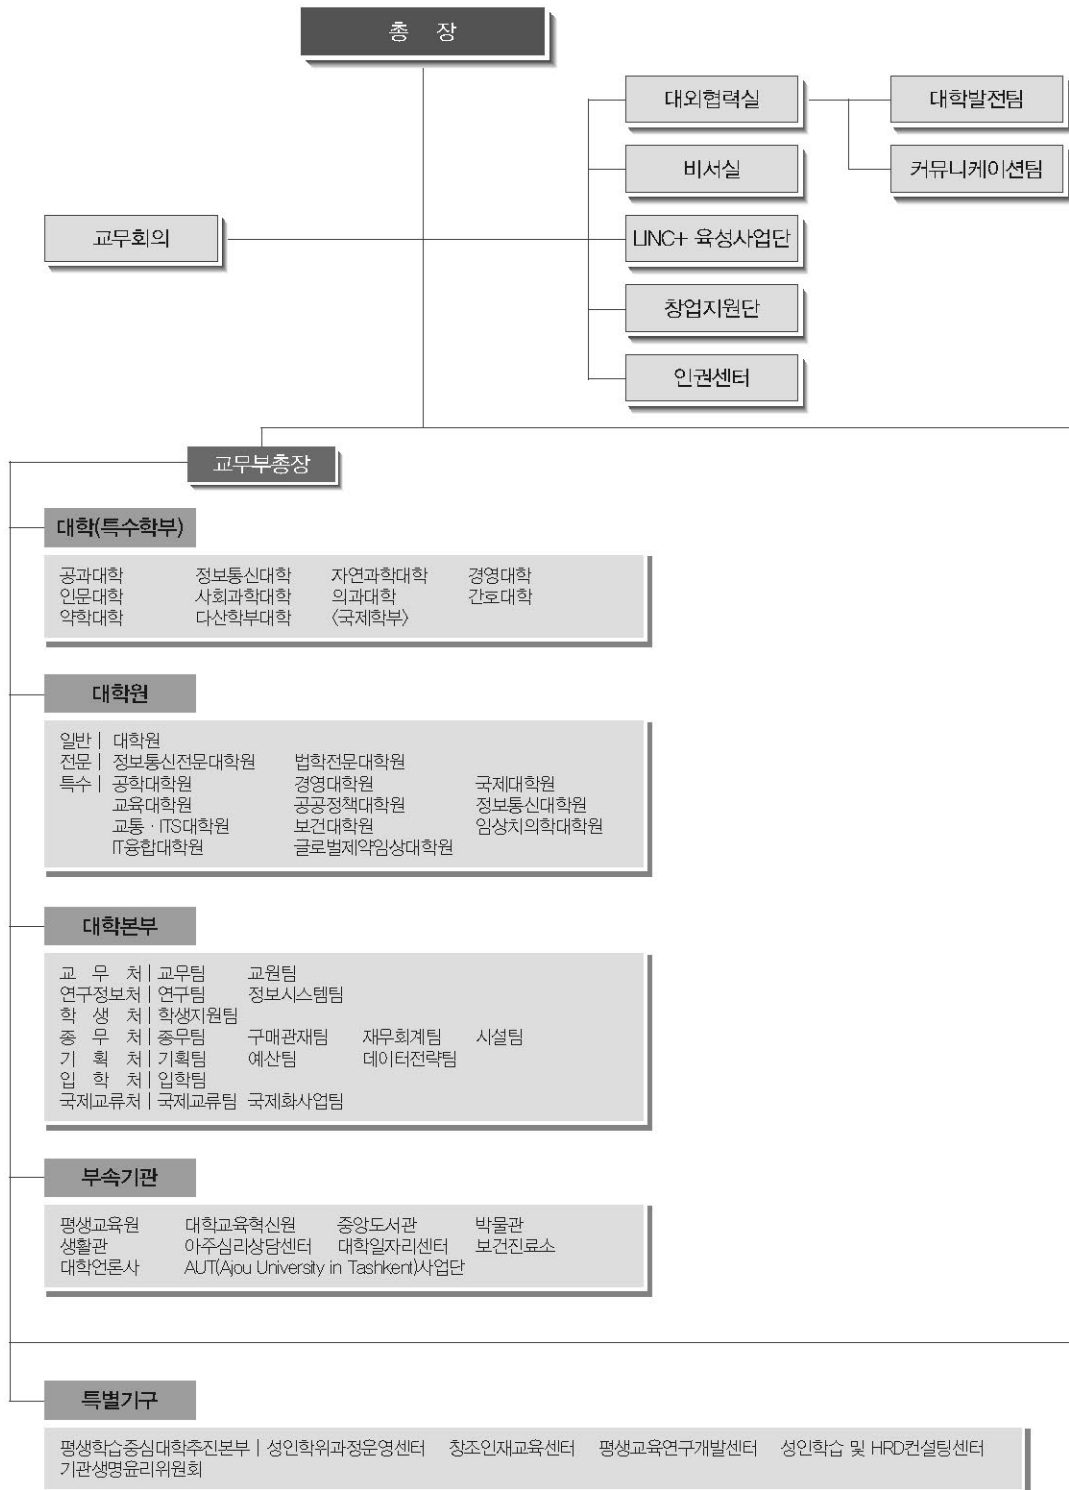 총 장
대외협력실 대학발전팀
비서실 커뮤니케이션팀
교무회의 LINC+ 육성사업단
창업지원단
인권센터
교무부총장
대학(특수학부)
공과대학 정보통신대학 자연과학대학 경영대학
인문대학 사회과학대학 의과대학 간호대학
약학대학 다산학부대학 〈국제학부〉
대학원
일반 | 대학원
전문 | 정보통신전문대학원 법학전문대학원
특수 | 공학대학원 경영대학원 국제대학원
교육대학원 공공정책대학원 정보통신대학원
교통·ITS대학원 보건대학원 임상치의학대학원
IT융합대학원 글로벌제약임상대학원
대학본부
교 무 처 | 교무팀 교원팀
연구정보처 | 연구팀 정보시스템팀
학 생 처 | 학생지원팀
총 무 처 | 총무팀 구매관재팀 재무회계팀 시설팀
기 획 처 | 기획팀 예산팀 데이터전략팀
입 학 처 | 입학팀
국제교류처 | 국제교류팀 국제화사업팀
부속기관
평생교육원 대학교육혁신원 중앙도서관 박물관
생활관 아주심리상담센터 대학일자리센터 보건진료소
대학언론사 AUT(Ajou University in Tashkent)사업단
특별기구
평생학습중심대학추진본부 | 성인학위과정운영센터 창조인재교육센터 평생교육연구개발센터 성인학습 및 HRD컨설팅센터
기관생명윤리위원회